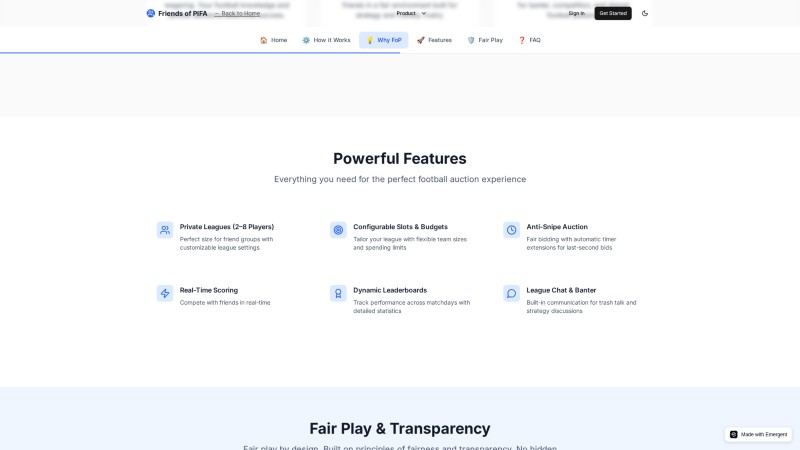 Friends of PIFA
← Back to Home
Product
Sign In
Get Started
🏠 Home
⚙️ How It Works
💡 Why FoP
🚀 Features
🛡️ Fair Play
❓ FAQ
Powerful Features
Everything you need for the perfect football auction experience
Private Leagues (2–8 Players)
Perfect size for friend groups with
customizable league settings
Configurable Slots & Budgets
Tailor your league with flexible team sizes
and spending limits
Anti-Snipe Auction
Fair bidding with automatic timer
extensions for last-second bids
Real-Time Scoring
Compete with friends in real-time
Dynamic Leaderboards
Track performance across matchdays with
detailed statistics
League Chat & Banter
Built-in communication for trash talk and
strategy discussions
Fair Play & Transparency
Fair play by design. Built on principles of fairness and transparency. No hidden
Made with Emergent